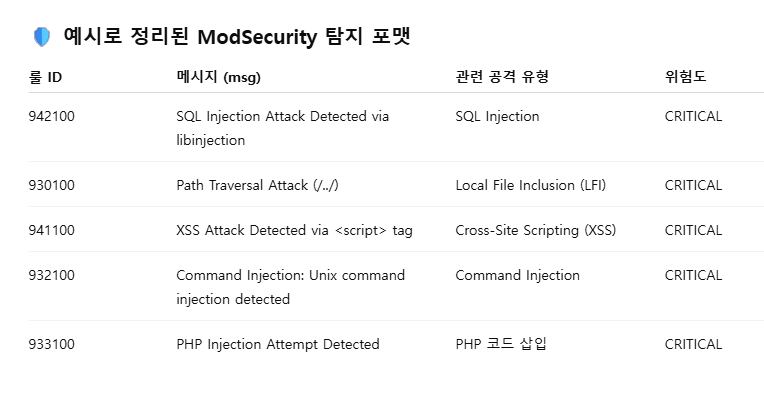 🛡️ 예시로 정리된 ModSecurity 탐지 포맷
룰 ID 메시지 (msg) 관련 공격 유형 위험도
942100 SQL Injection Attack Detected via libinjection SQL Injection CRITICAL
930100 Path Traversal Attack (/../) Local File Inclusion (LFI) CRITICAL
941100 XSS Attack Detected via <script> tag Cross-Site Scripting (XSS) CRITICAL
932100 Command Injection: Unix command injection detected Command Injection CRITICAL
933100 PHP Injection Attempt Detected PHP 코드 삽입 CRITICAL